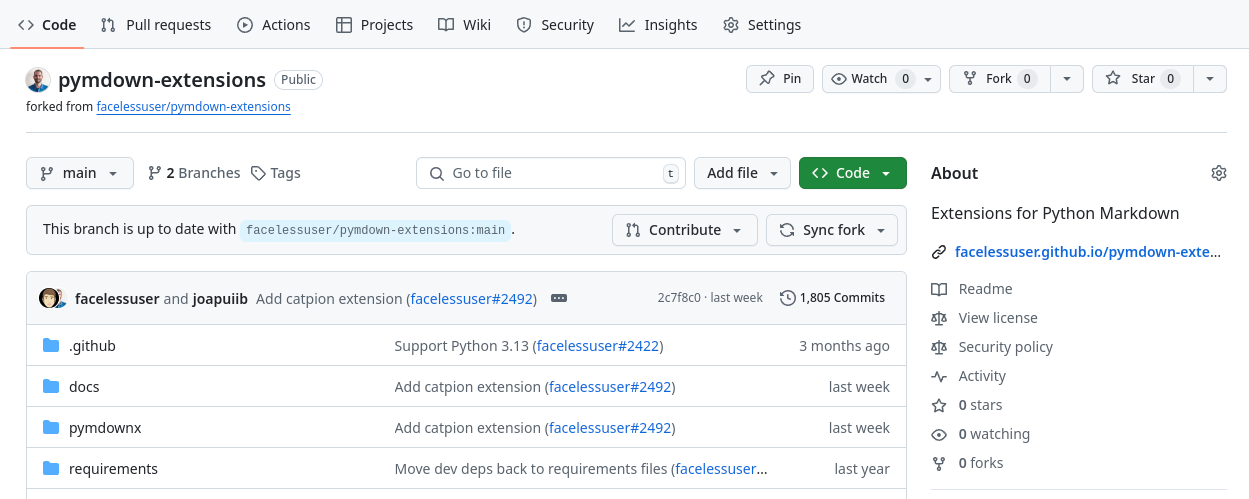 Code Pull requests Actions Projects Wiki Security Insights Settings
pymdown-extensions Public Pin Watch 0 Fork 0 Star 0
forked from facelessuser/pymdown-extensions
main 2 Branches Tags Go to file t Add file Code
About
Extensions for Python Markdown
This branch is up to date with facelessuser/pymdown-extensions:main. Contribute Sync fork
facelessuser.github.io/pymdown-exte...
facelessuser and joapuiib Add catpion extension (facelessuser#2492) 2c7f8c0 · last week 1,805 Commits
.github Support Python 3.13 (facelessuser#2422) 3 months ago
docs Add catpion extension (facelessuser#2492) last week
pymdownx Add catpion extension (facelessuser#2492) last week
requirements Move dev deps back to requirements files (facelessuser... last year
Readme
View license
Security policy
Activity
0 stars
0 watching
0 forks